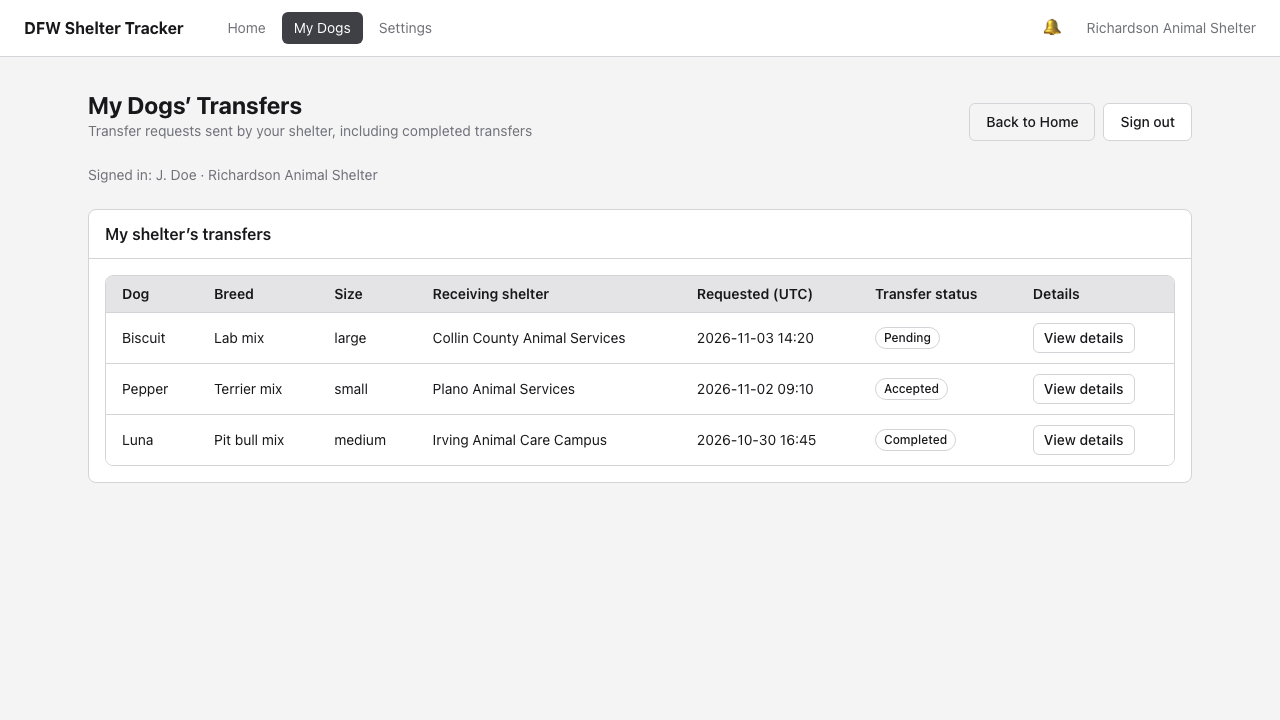 DFW Shelter Tracker Home My Dogs Settings Richardson Animal Shelter
My Dogs’ Transfers
Transfer requests sent by your shelter, including completed transfers
Back to Home Sign out
Signed in: J. Doe · Richardson Animal Shelter
My shelter’s transfers
Dog Breed Size Receiving shelter Requested (UTC) Transfer status Details
Biscuit Lab mix large Collin County Animal Services 2026-11-03 14:20 Pending View details
Pepper Terrier mix small Plano Animal Services 2026-11-02 09:10 Accepted View details
Luna Pit bull mix medium Irving Animal Care Campus 2026-10-30 16:45 Completed View details